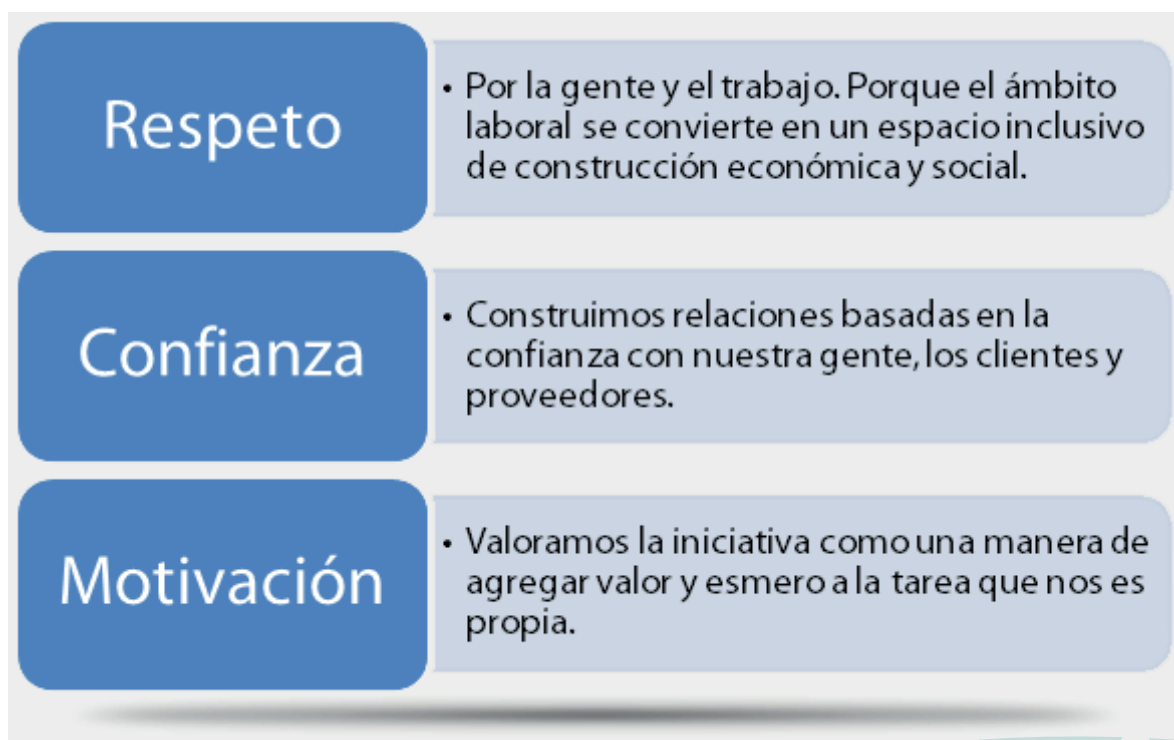 Respeto
• Por la gente y el trabajo. Porque el ámbito
laboral se convierte en un espacio inclusivo
de construcción económica y social.
Confianza
• Construimos relaciones basadas en la
confianza con nuestra gente, los clientes y
proveedores.
Motivación
• Valoramos la iniciativa como una manera de
agregar valor y esmero a la tarea que nos es
propia.